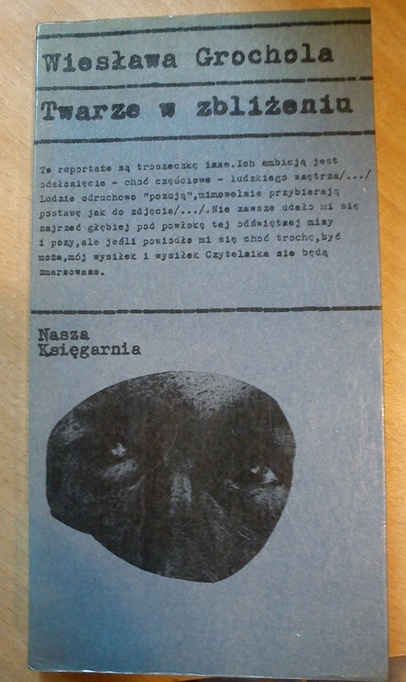 Wiesława Grochola
Twarze w zbliżeniu
Te reportaże są troszeczkę inne.Ich ambicją jest
odsłonięcie - choć częściowe - ludzkiego wnętrza/.../
Ludzie odruchowo "pozują",mimowolnie przybierają
postawę jak do zdjęcia/.../.Nie zawsze udało mi się
zajrzeć głębiej pod powłokę tej odświętnej miny
i pozy,ale jeśli powiodło mi się choć trochę,być
może,mój wysiłek i wysiłek Czytelnika nie będą
zmarnowane.
Nasza
Księgarnia